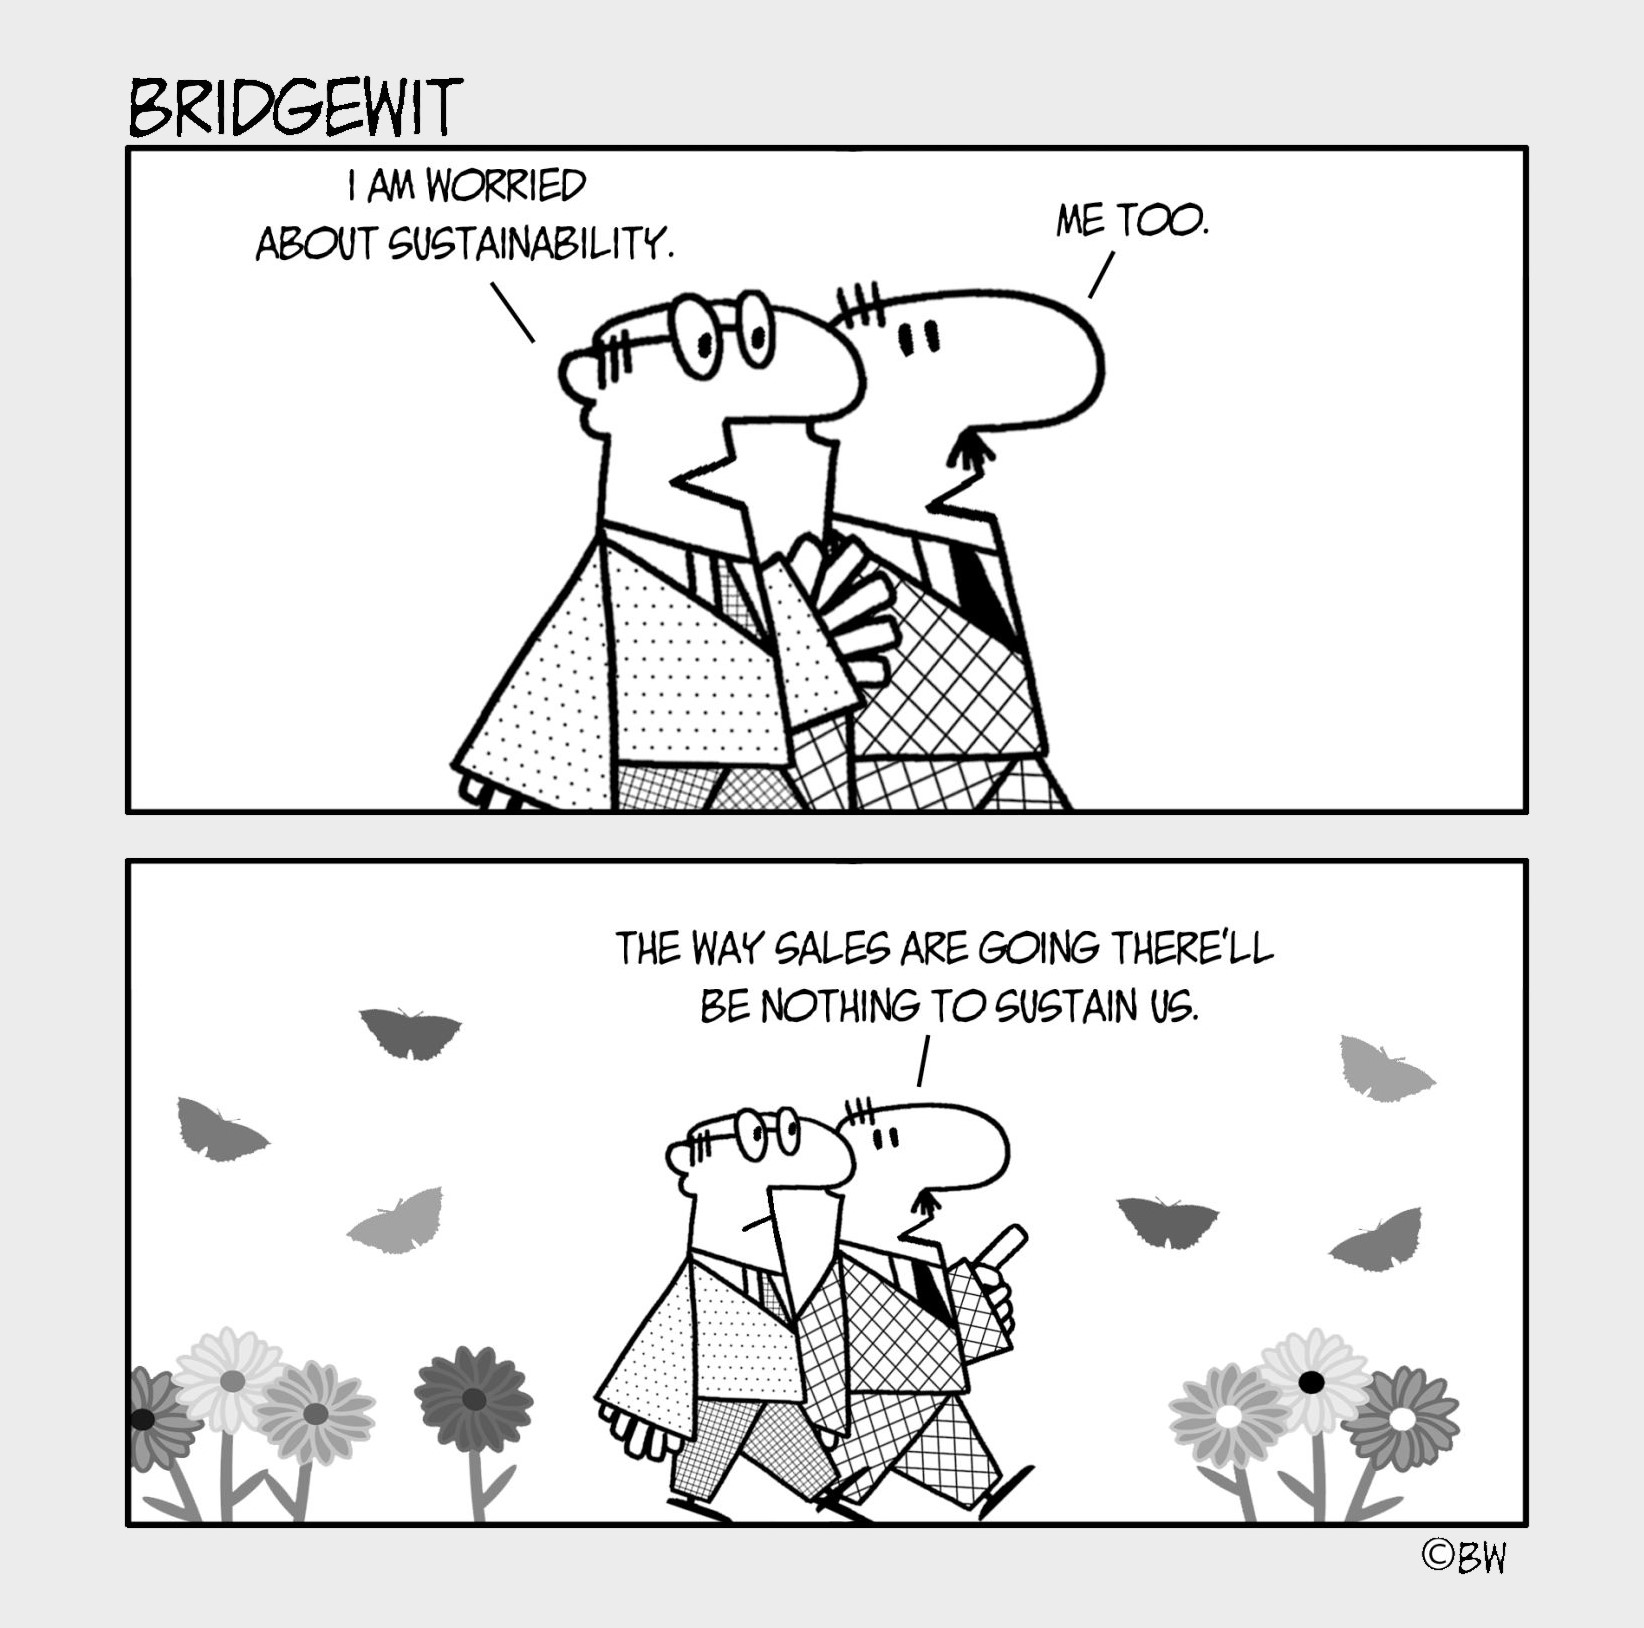 BRIDGEWIT
I AM WORRIED
ABOUT SUSTAINABILITY.
ME TOO.
THE WAY SALES ARE GOING THERE'LL
BE NOTHING TO SUSTAIN US.
©BW